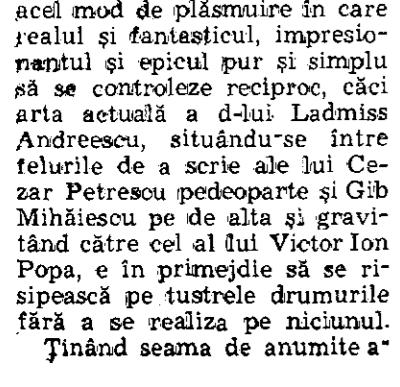 acel mod de plăsmuire în care
realul și fantasticul, impresio-
nantul și epicul pur și simplu
să se controleze reciproc, căci
arta actuală a d-lui Ladmiss
Andreescu, situându-se între
felurile de a scrie ale lui Ce-
zar Petrescu pedeoparte și Gib
Mihăiescu pe de alta și gravi-
tând către cel al lui Victor Ion
Popa, e în primejdie să se ri-
sipească pe tustrele drumurile
fără a se realiza pe niciunul.
Ținând seama de anumite a-